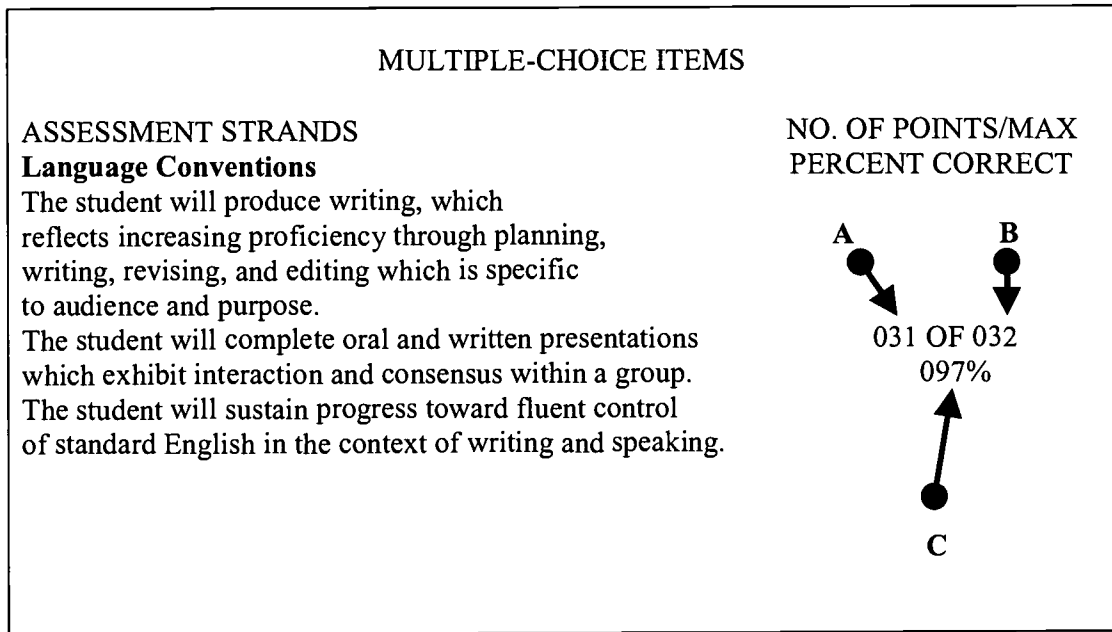 MULTIPLE-CHOICE ITEMS
ASSESSMENT STRANDS
Language Conventions
The student will produce writing, which
reflects increasing proficiency through planning,
writing, revising, and editing which is specific
to audience and purpose.
The student will complete oral and written presentations
which exhibit interaction and consensus within a group.
The student will sustain progress toward fluent control
of standard English in the context of writing and speaking.
NO. OF POINTS/MAX
PERCENT CORRECT
A B
031 OF 032
097%
C